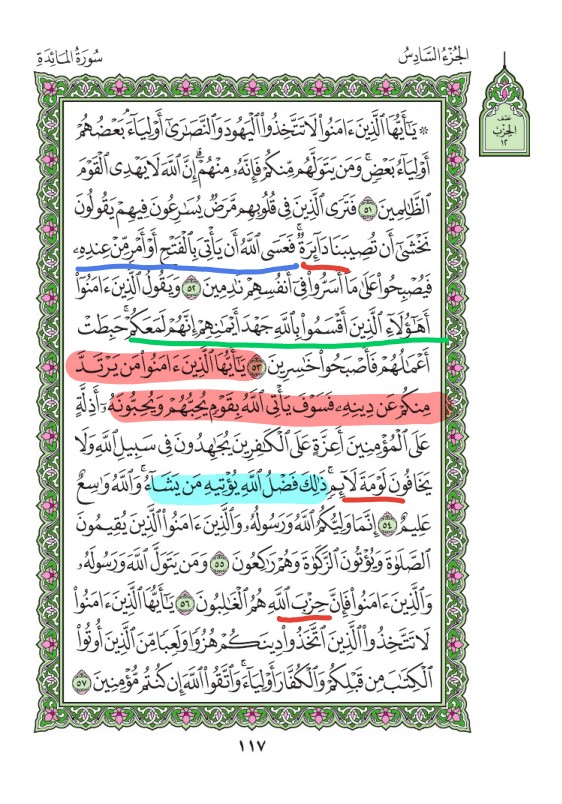 الجُزْءُ السَّادِسُ
سُورَةُ المَائِدَةِ
نصف
الحزب
١٢
۞ يَـٰٓأَيُّهَا ٱلَّذِينَ ءَامَنُوا۟ لَا تَتَّخِذُوا۟ ٱلْيَهُودَ وَٱلنَّصَـٰرَىٰٓ أَوْلِيَآءَ ۘ بَعْضُهُمْ
أَوْلِيَآءُ بَعْضٍ ۚ وَمَن يَتَوَلَّهُم مِّنكُمْ فَإِنَّهُۥ مِنْهُمْ ۗ إِنَّ ٱللَّهَ لَا يَهْدِى ٱلْقَوْمَ
ٱلظَّـٰلِمِينَ ٥١ فَتَرَى ٱلَّذِينَ فِى قُلُوبِهِم مَّرَضٌ يُسَـٰرِعُونَ فِيهِمْ يَقُولُونَ
نَخْشَىٰٓ أَن تُصِيبَنَا دَآئِرَةٌ ۚ فَعَسَى ٱللَّهُ أَن يَأْتِىَ بِٱلْفَتْحِ أَوْ أَمْرٍ مِّنْ عِندِهِۦ
فَيُصْبِحُوا۟ عَلَىٰ مَآ أَسَرُّوا۟ فِىٓ أَنفُسِهِمْ نَـٰدِمِينَ ٥٢ وَيَقُولُ ٱلَّذِينَ ءَامَنُوٓا۟
أَهَـٰٓؤُلَآءِ ٱلَّذِينَ أَقْسَمُوا۟ بِٱللَّهِ جَهْدَ أَيْمَـٰنِهِمْ ۙ إِنَّهُمْ لَمَعَكُمْ ۚ حَبِطَتْ
أَعْمَـٰلُهُمْ فَأَصْبَحُوا۟ خَـٰسِرِينَ ٥٣ يَـٰٓأَيُّهَا ٱلَّذِينَ ءَامَنُوا۟ مَن يَرْتَدَّ
مِنكُمْ عَن دِينِهِۦ فَسَوْفَ يَأْتِى ٱللَّهُ بِقَوْمٍ يُحِبُّهُمْ وَيُحِبُّونَهُۥٓ أَذِلَّةٍ
عَلَى ٱلْمُؤْمِنِينَ أَعِزَّةٍ عَلَى ٱلْكَـٰفِرِينَ يُجَـٰهِدُونَ فِى سَبِيلِ ٱللَّهِ وَلَا
يَخَافُونَ لَوْمَةَ لَآئِمٍ ۚ ذَٰلِكَ فَضْلُ ٱللَّهِ يُؤْتِيهِ مَن يَشَآءُ ۚ وَٱللَّهُ وَٰسِعٌ
عَلِيمٌ ٥٤ إِنَّمَا وَلِيُّكُمُ ٱللَّهُ وَرَسُولُهُۥ وَٱلَّذِينَ ءَامَنُوا۟ ٱلَّذِينَ يُقِيمُونَ
ٱلصَّلَوٰةَ وَيُؤْتُونَ ٱلزَّكَوٰةَ وَهُمْ رَٰكِعُونَ ٥٥ وَمَن يَتَوَلَّ ٱللَّهَ وَرَسُولَهُۥ
وَٱلَّذِينَ ءَامَنُوا۟ فَإِنَّ حِزْبَ ٱللَّهِ هُمُ ٱلْغَـٰلِبُونَ ٥٦ يَـٰٓأَيُّهَا ٱلَّذِينَ ءَامَنُوا۟
لَا تَتَّخِذُوا۟ ٱلَّذِينَ ٱتَّخَذُوا۟ دِينَكُمْ هُزُوًا وَلَعِبًا مِّنَ ٱلَّذِينَ أُوتُوا۟
ٱلْكِتَـٰبَ مِن قَبْلِكُمْ وَٱلْكُفَّارَ أَوْلِيَآءَ ۚ وَٱتَّقُوا۟ ٱللَّهَ إِن كُنتُم مُّؤْمِنِينَ ٥٧
١١٧